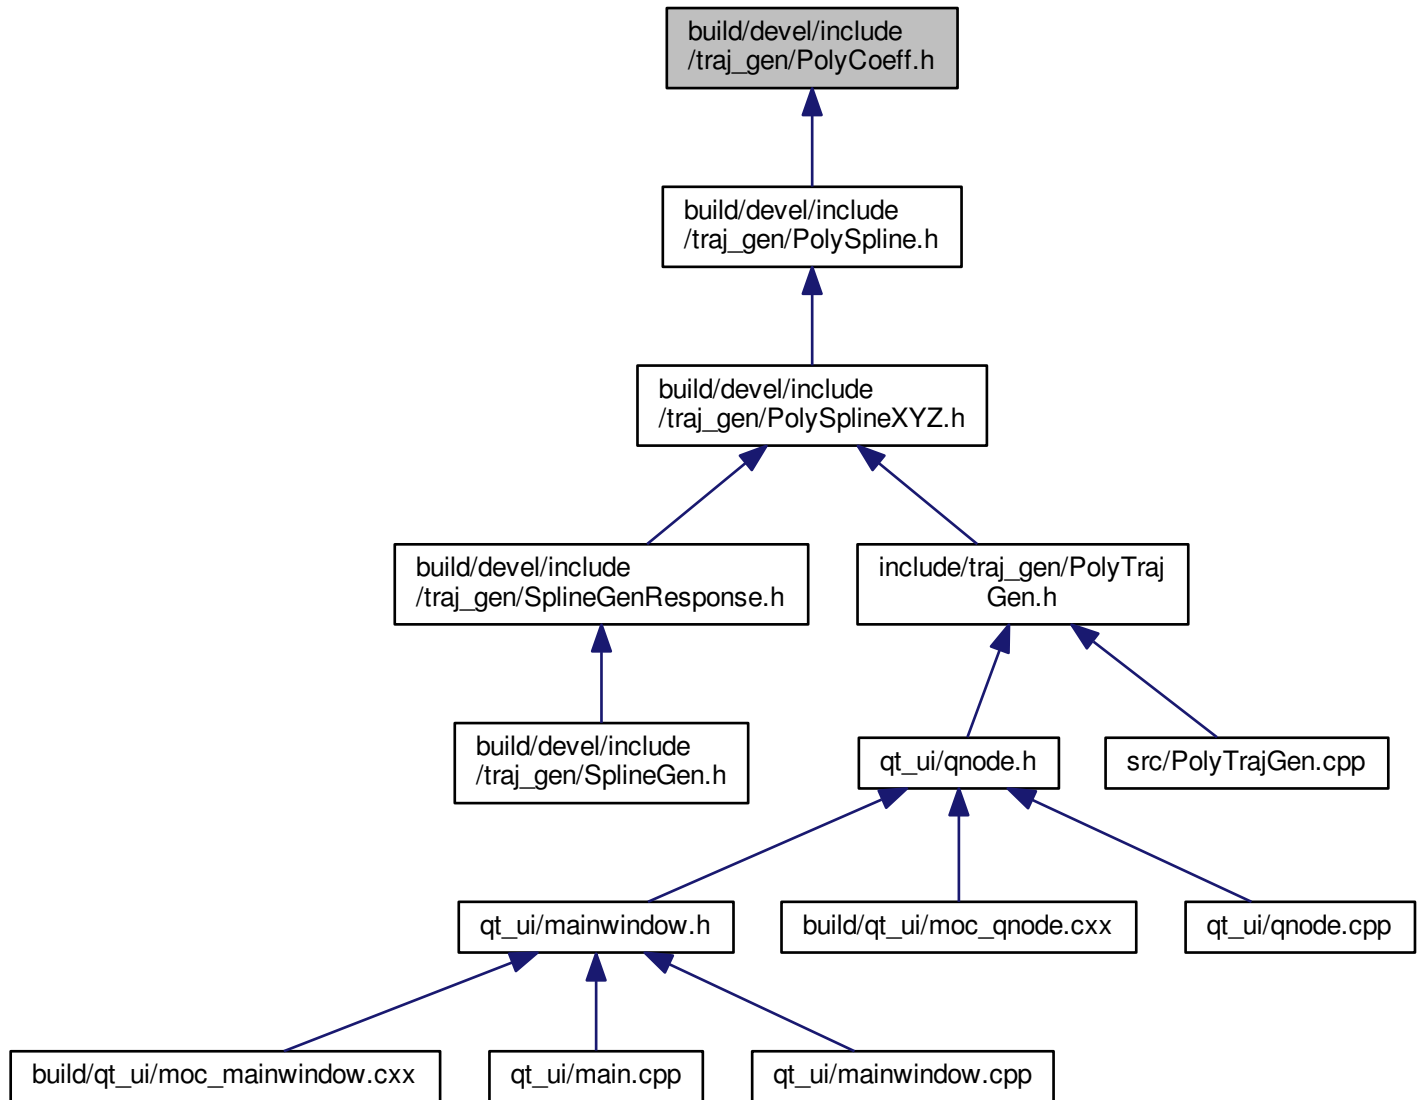 build/devel/include
/traj_gen/PolyCoeff.h
build/devel/include
/traj_gen/PolySpline.h
build/devel/include
/traj_gen/PolySplineXYZ.h
build/devel/include
/traj_gen/SplineGenResponse.h
include/traj_gen/PolyTraj
Gen.h
build/devel/include
/traj_gen/SplineGen.h
qt_ui/qnode.h
src/PolyTrajGen.cpp
qt_ui/mainwindow.h
build/qt_ui/moc_qnode.cxx
qt_ui/qnode.cpp
build/qt_ui/moc_mainwindow.cxx
qt_ui/main.cpp
qt_ui/mainwindow.cpp